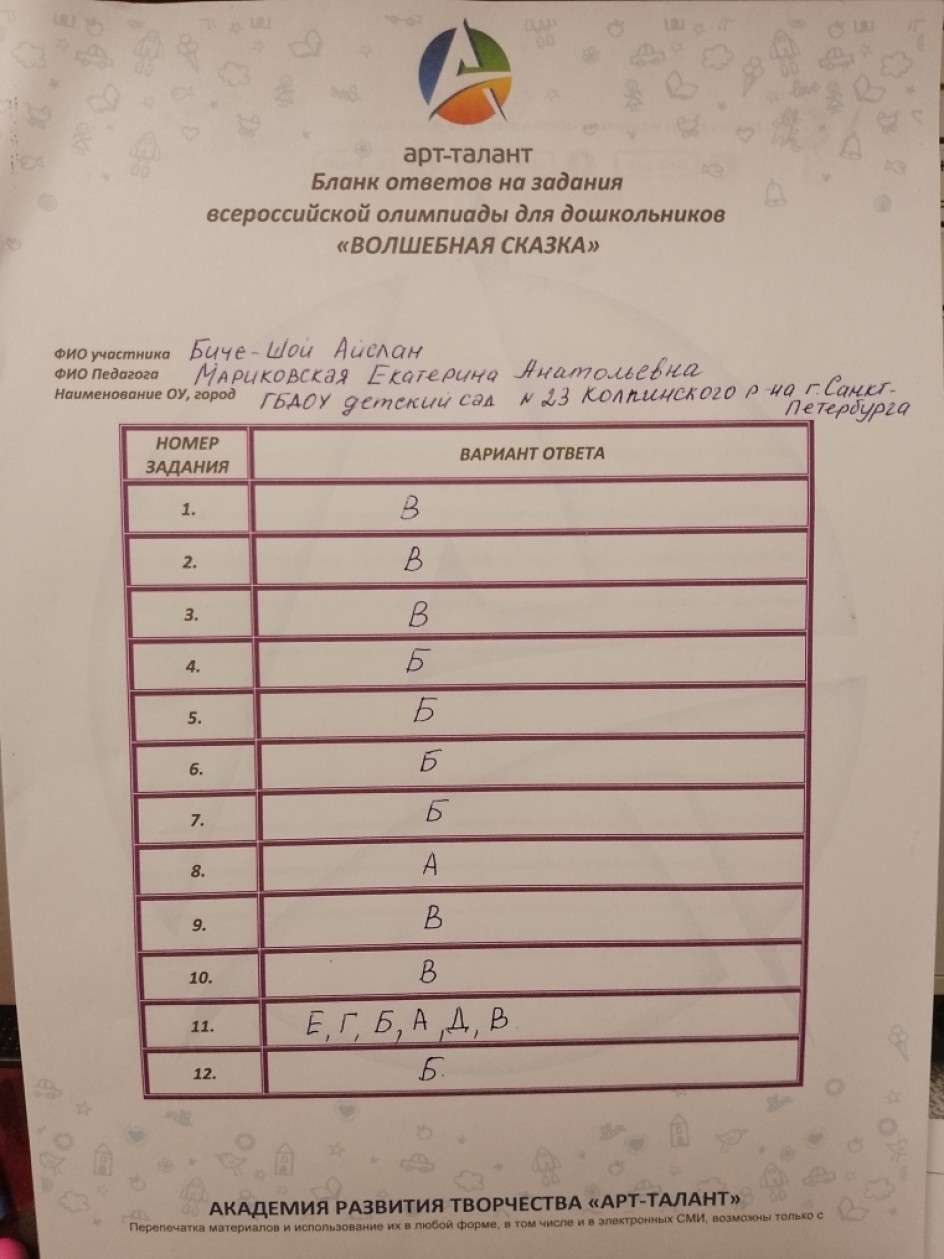 арт-талант
Бланк ответов на задания
всероссийской олимпиады для дошкольников
«ВОЛШЕБНАЯ СКАЗКА»
ФИО участника Биче-Шой Айслан
ФИО Педагога Мариковская Екатерина Анатольевна
Наименование ОУ, город ГБДОУ детский сад N 23 Колпинского р-на г. Санкт-
Петербурга
НОМЕР ЗАДАНИЯ ВАРИАНТ ОТВЕТА
1. В
2. В
3. В
4. Б
5. Б
6. Б
7. Б
8. А
9. В
10. В
11. Е, Г, Б, А, Д, В.
12. Б.
АКАДЕМИЯ РАЗВИТИЯ ТВОРЧЕСТВА «АРТ-ТАЛАНТ»
Перепечатка материалов и использование их в любой форме, в том числе и в электронных СМИ, возможны только с